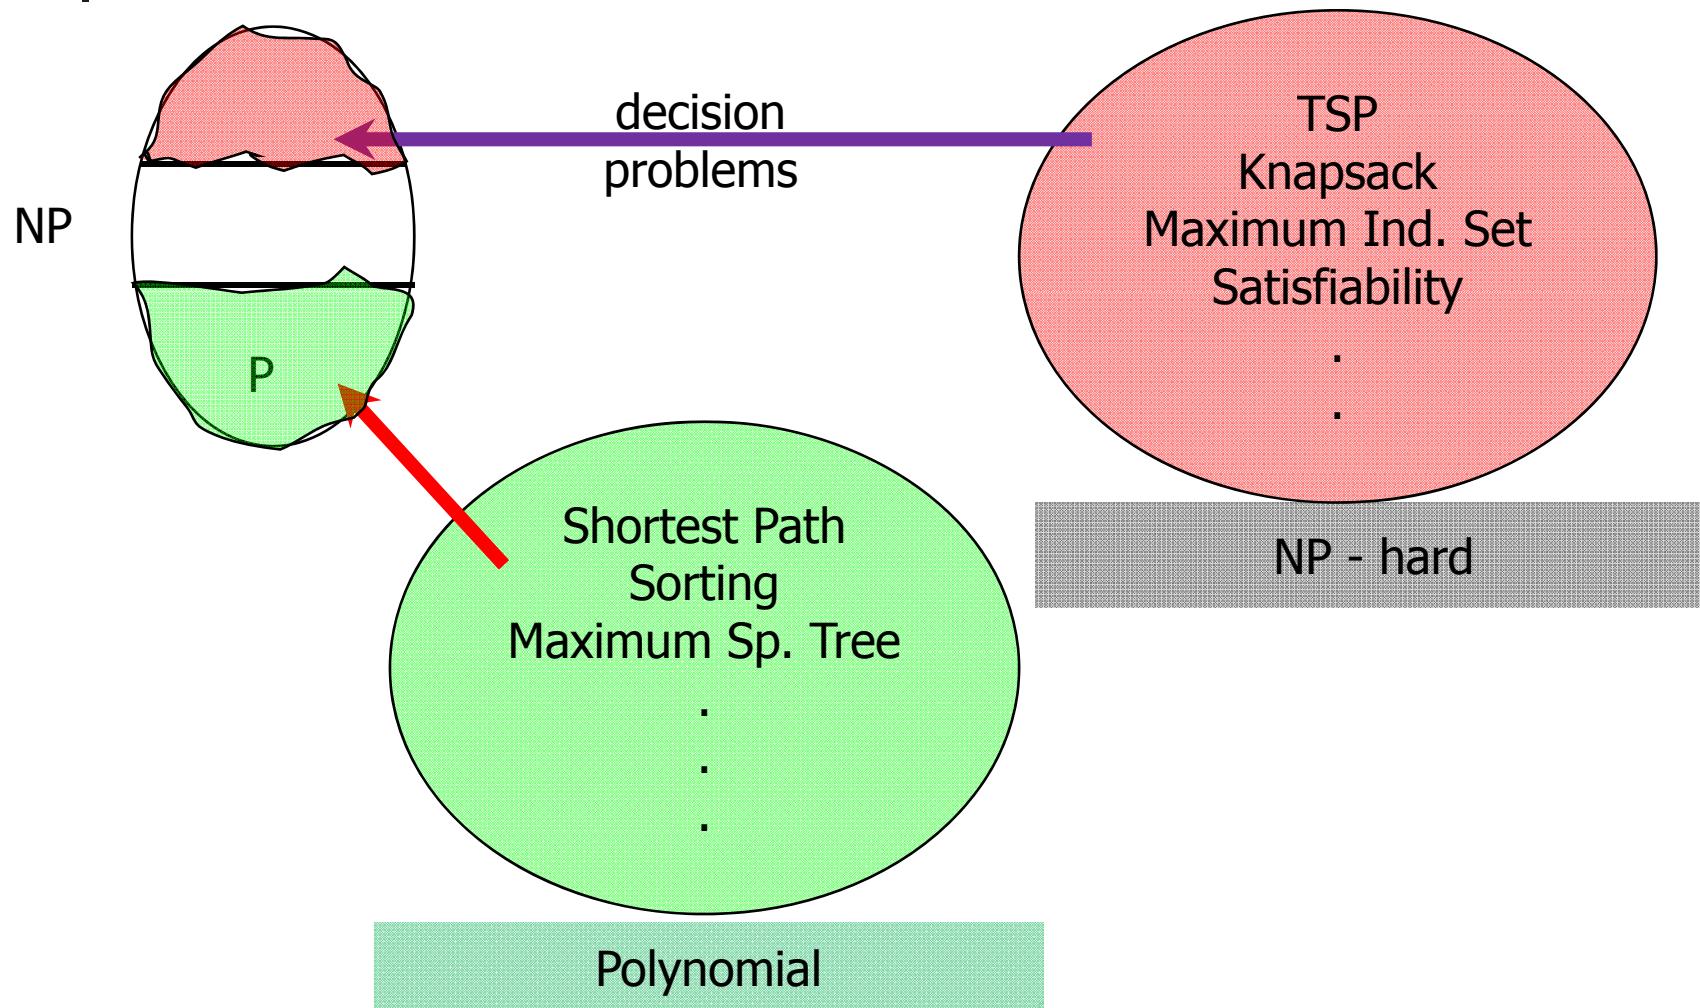 decision
problems
NP
P
TSP
Knapsack
Maximum Ind. Set
Satisfiability
.
.
NP - hard
Shortest Path
Sorting
Maximum Sp. Tree
.
.
.
Polynomial